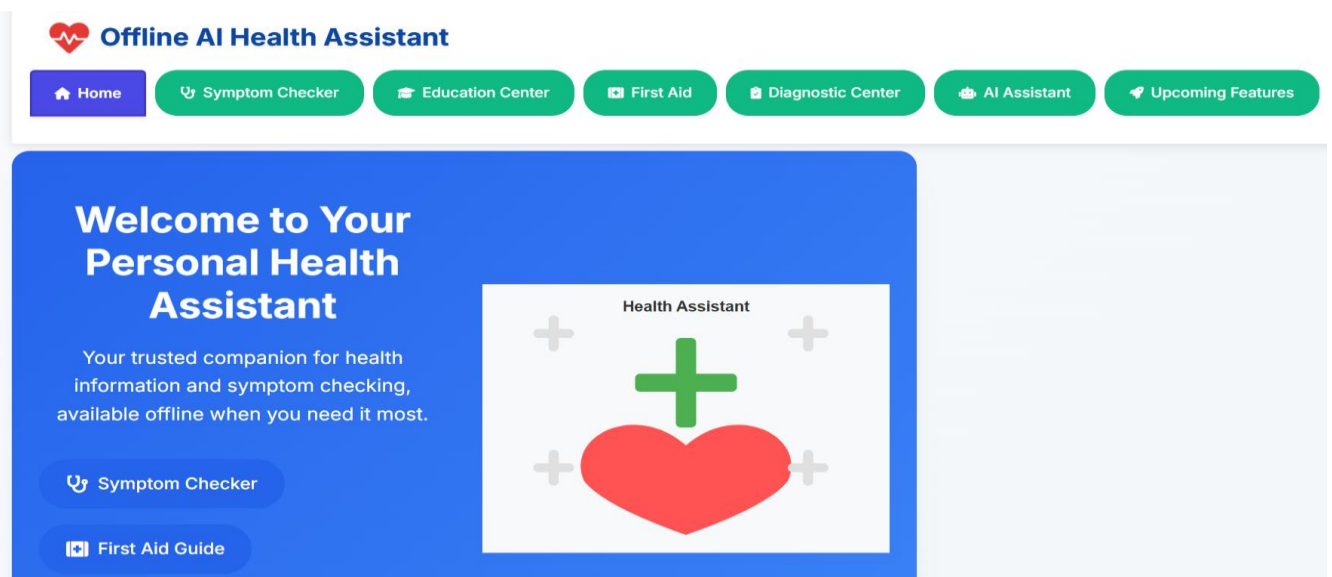 Offline AI Health Assistant
Home Symptom Checker Education Center First Aid Diagnostic Center AI Assistant Upcoming Features
Welcome to Your
Personal Health
Assistant
Your trusted companion for health
information and symptom checking,
available offline when you need it most.
Symptom Checker
First Aid Guide
Health Assistant